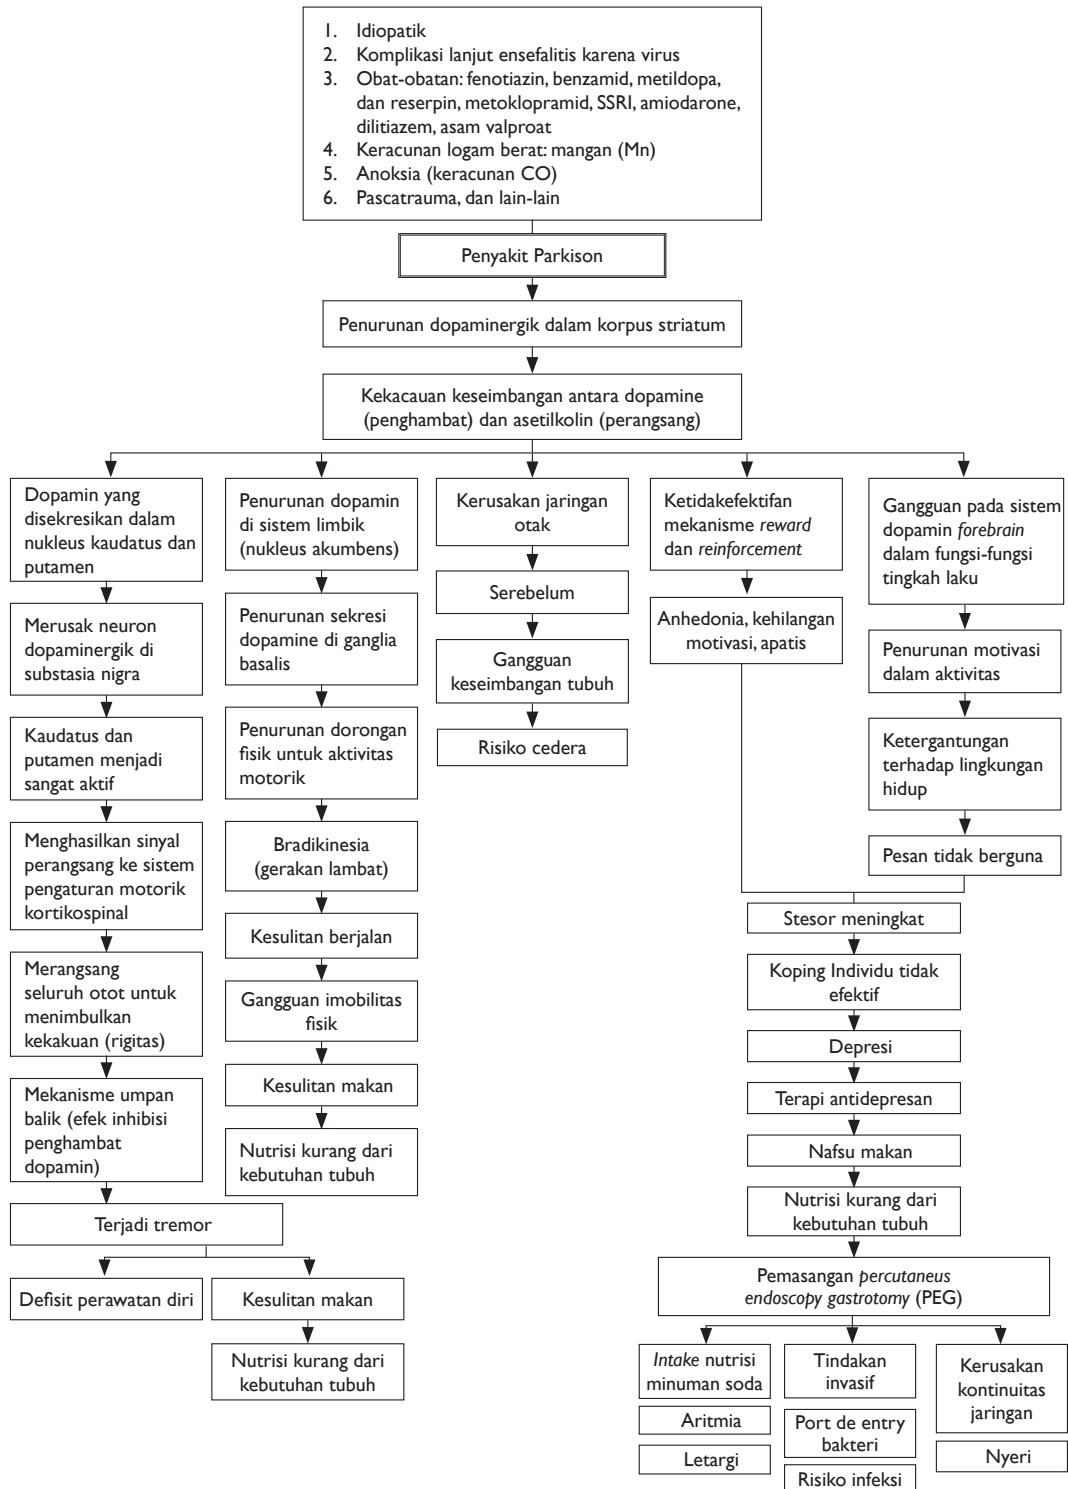 1. Idiopatik
2. Komplikasi lanjut ensefalitis karena virus
3. Obat-obatan: fenotiazin, benzamid, metildopa,
dan reserpin, metoklopramid, SSRI, amiodarone,
dilitiazem, asam valproat
4. Keracunan logam berat: mangan (Mn)
5. Anoksia (keracunan CO)
6. Pascatrauma, dan lain-lain
Penyakit Parkison
Penurunan dopaminergik dalam korpus striatum
Kekacauan keseimbangan antara dopamine
(penghambat) dan asetilkolin (perangsang)
Dopamin yang
disekresikan dalam
nukleus kaudatus dan
putamen
Merusak neuron
dopaminergik di
substasia nigra
Kaudatus dan
putamen menjadi
sangat aktif
Menghasilkan sinyal
perangsang ke sistem
pengaturan motorik
kortikospinal
Merangsang
seluruh otot untuk
menimbulkan
kekakuan (rigitas)
Mekanisme umpan
balik (efek inhibisi
penghambat
dopamin)
Terjadi tremor
Defisit perawatan diri
Kesulitan makan
Nutrisi kurang dari
kebutuhan tubuh
Penurunan dopamin
di sistem limbik
(nukleus akumbens)
Penurunan sekresi
dopamine di ganglia
basalis
Penurunan dorongan
fisik untuk aktivitas
motorik
Bradikinesia
(gerakan lambat)
Kesulitan berjalan
Gangguan imobilitas
fisik
Kesulitan makan
Nutrisi kurang dari
kebutuhan tubuh
Kerusakan jaringan
otak
Serebelum
Gangguan
keseimbangan tubuh
Risiko cedera
Ketidakefektifan
mekanisme reward
dan reinforcement
Anhedonia, kehilangan
motivasi, apatis
Gangguan pada sistem
dopamin forebrain
dalam fungsi-fungsi
tingkah laku
Penurunan motivasi
dalam aktivitas
Ketergantungan
terhadap lingkungan
hidup
Pesan tidak berguna
Stesor meningkat
Koping Individu tidak
efektif
Depresi
Terapi antidepresan
Nafsu makan
Nutrisi kurang dari
kebutuhan tubuh
Pemasangan percutaneus
endoscopy gastrotomy (PEG)
Intake nutrisi
minuman soda
Aritmia
Letargi
Tindakan
invasif
Port de entry
bakteri
Risiko infeksi
Kerusakan
kontinuitas
jaringan
Nyeri